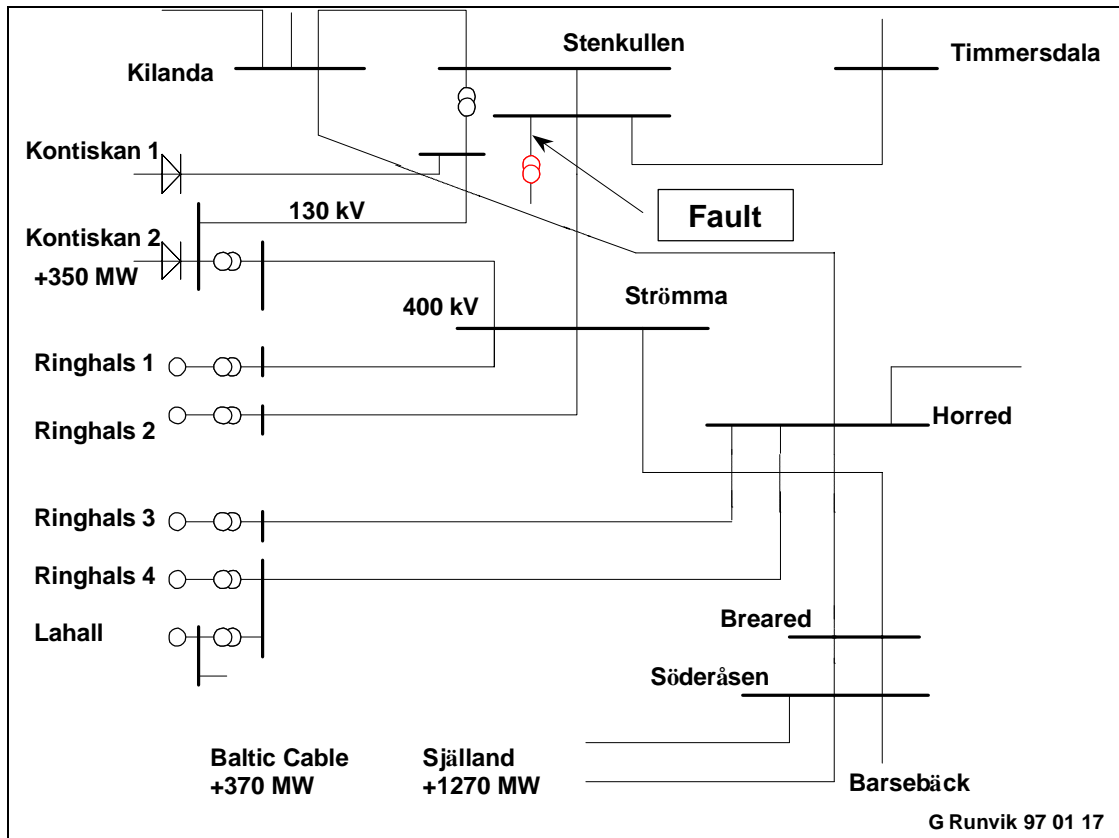 Stenkullen
Timmersdala
Kilanda
Kontiskan 1
130 kV
Fault
Kontiskan 2
+350 MW
Strömma
400 kV
Ringhals 1
Ringhals 2
Horred
Ringhals 3
Ringhals 4
Lahall
Breared
Söderåsen
Baltic Cable
+370 MW
Själland
+1270 MW
Barsebäck
G Runvik 97 01 17